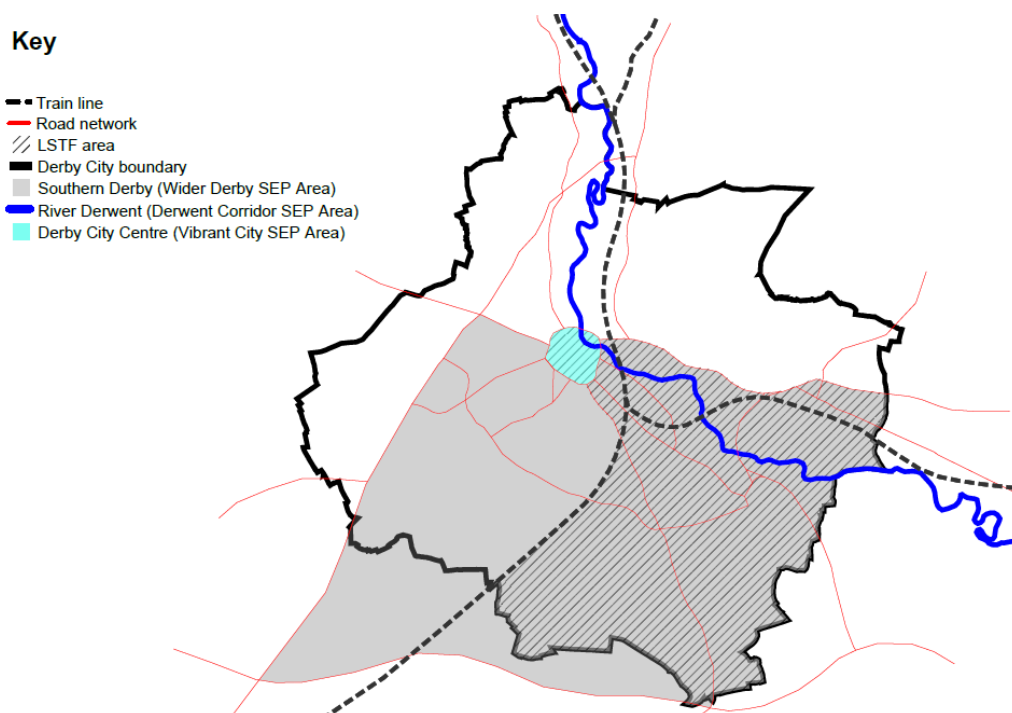 Key
Train line
Road network
LSTF area
Derby City boundary
Southern Derby (Wider Derby SEP Area)
River Derwent (Derwent Corridor SEP Area)
Derby City Centre (Vibrant City SEP Area)